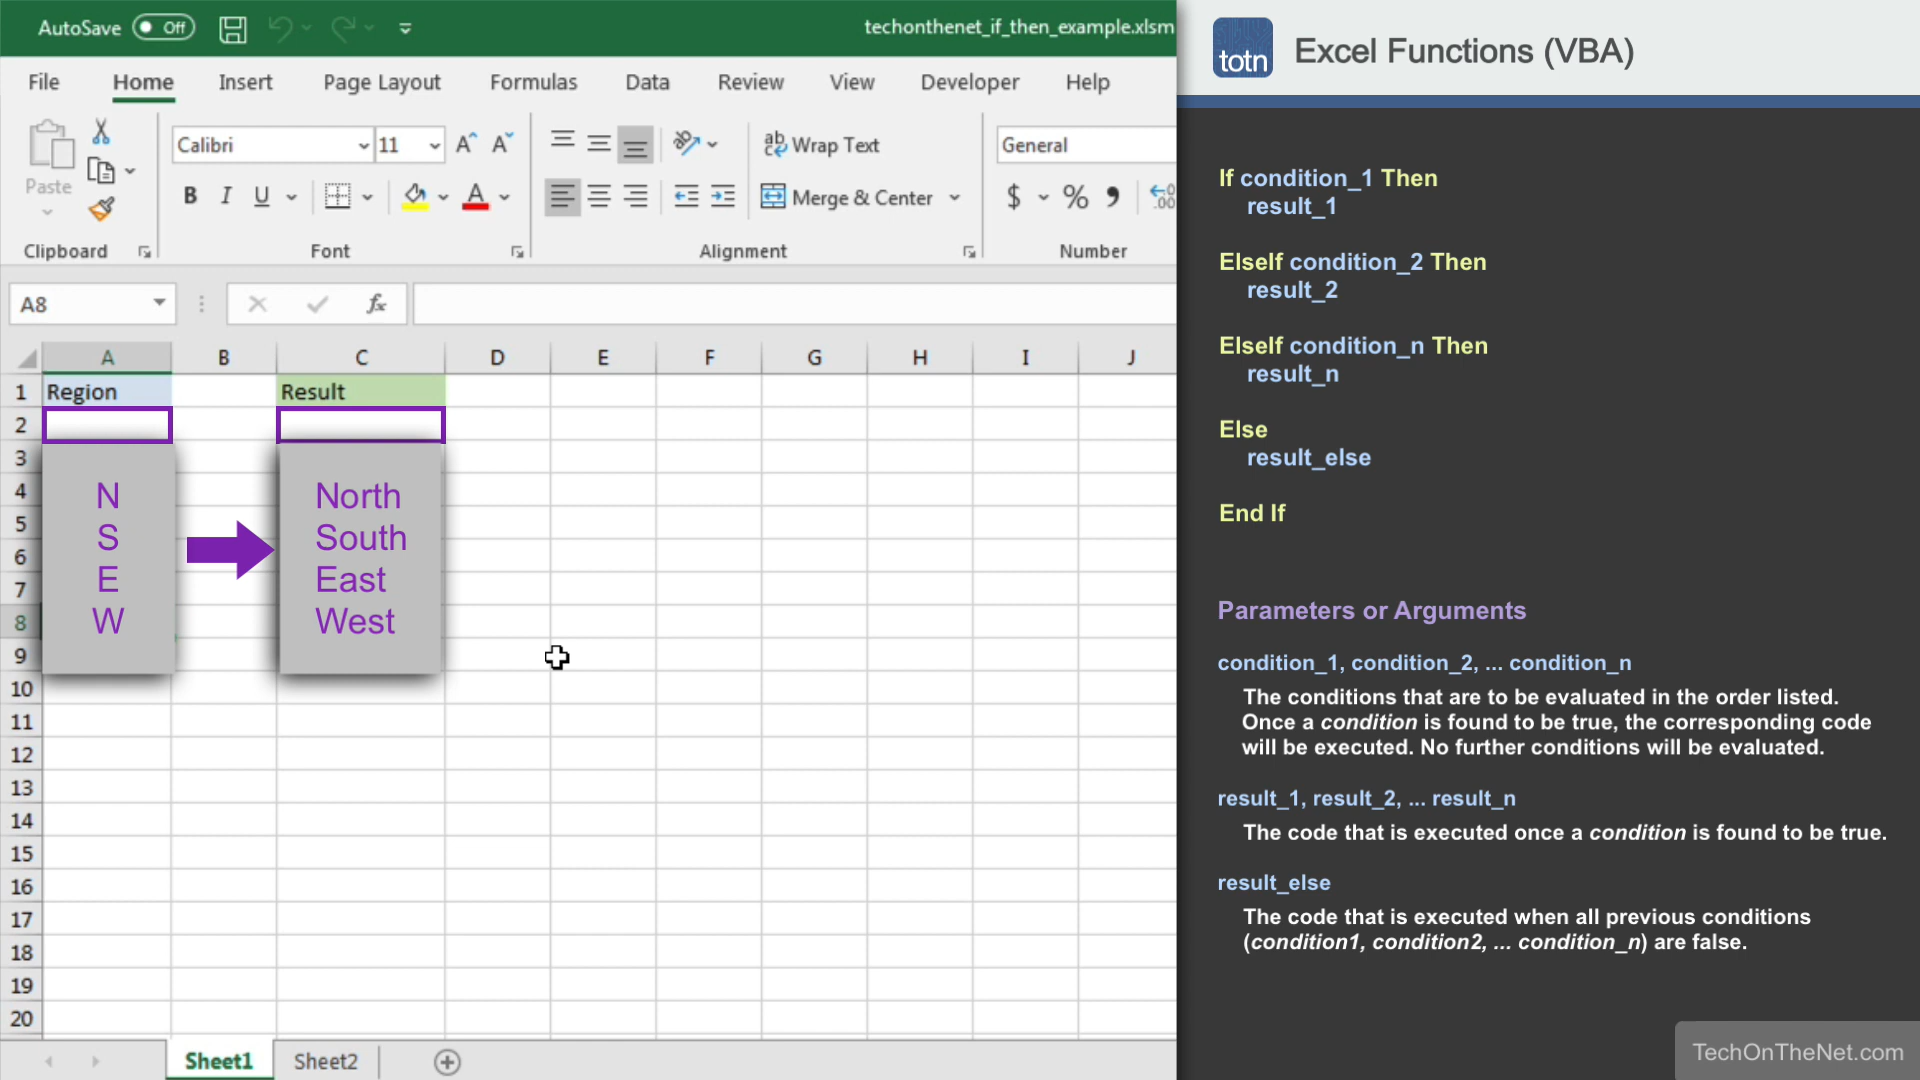 AutoSave Off
techonthenet_if_then_example.xlsm
File Home Insert Page Layout Formulas Data Review View Developer Help
Paste
Calibri 11 A A
B I U A
ab Wrap Text
Merge & Center
General
$ % , .00
Clipboard Font Alignment Number
A8 fx
A B C D E F G H I J
1 Region Result
2
3
4
5
6
7
8
9
10
11
12
13
14
15
16
17
18
19
20
N
S
E
W
North
South
East
West
Sheet1 Sheet2
totn Excel Functions (VBA)
If condition_1 Then
result_1
ElseIf condition_2 Then
result_2
ElseIf condition_n Then
result_n
Else
result_else
End If
Parameters or Arguments
condition_1, condition_2, ... condition_n
The conditions that are to be evaluated in the order listed.
Once a condition is found to be true, the corresponding code
will be executed. No further conditions will be evaluated.
result_1, result_2, ... result_n
The code that is executed once a condition is found to be true.
result_else
The code that is executed when all previous conditions
(condition1, condition2, ... condition_n) are false.
TechOnTheNet.com